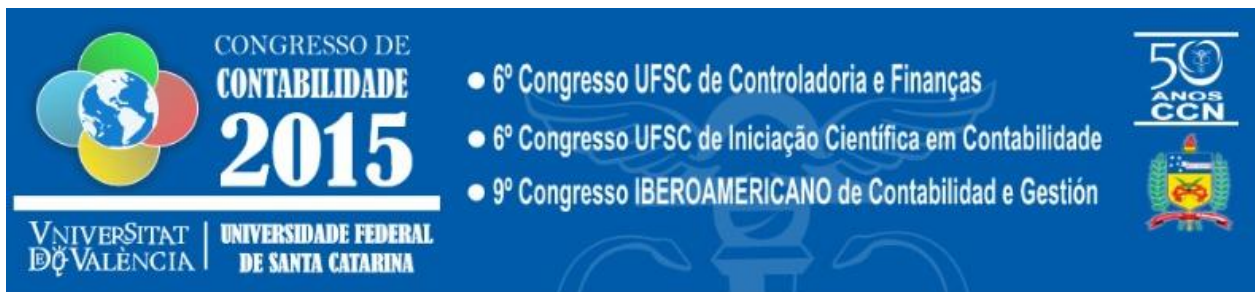 CONGRESSO DE
CONTABILIDADE
2015
VNIVERSITAT
D VALÈNCIA
UNIVERSIDADE FEDERAL
DE SANTA CATARINA
● 6º Congresso UFSC de Controladoria e Finanças
● 6º Congresso UFSC de Iniciação Científica em Contabilidade
● 9º Congresso IBEROAMERICANO de Contabilidad e Gestión
50
ANOS
CCN